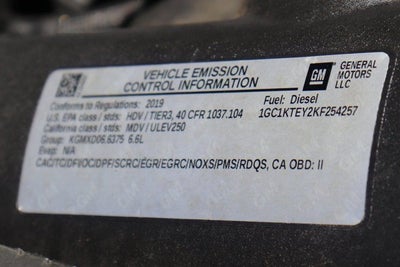 VEHICLE EMISSION
CONTROL INFORMATION
GM
GENERAL
MOTORS
LLC
Conforms to Regulations: 2019
Fuel: Diesel
U.S. EPA class / stds: HDV / TIER3, 40 CFR 1037.104
1GC1KTEY2KF254257
California class / stds: MDV / ULEV250
Group: KGMXD06.6375 6.6L
Evap: N/A
CAC/TC/DFI/OC/DPF/SCRC/EGR/EGRC/NOXS/PMS/RDQS, CA OBD: II